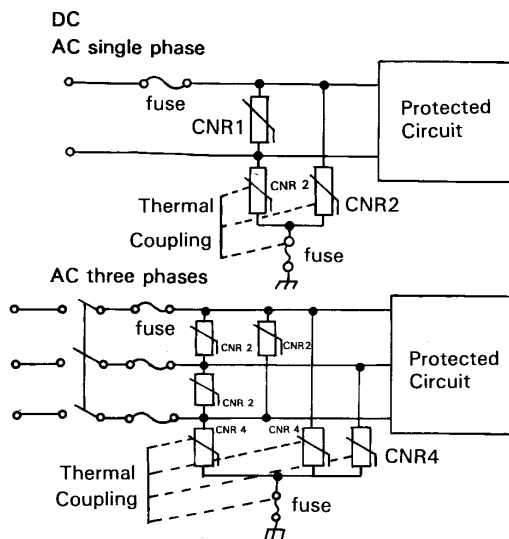 DC
AC single phase
fuse
CNR1
Protected
Circuit
CNR 2
CNR2
Thermal
Coupling
fuse
AC three phases
fuse
CNR 2
CNR2
Protected
Circuit
CNR 2
CNR 4
CNR 4
CNR4
Thermal
Coupling
fuse